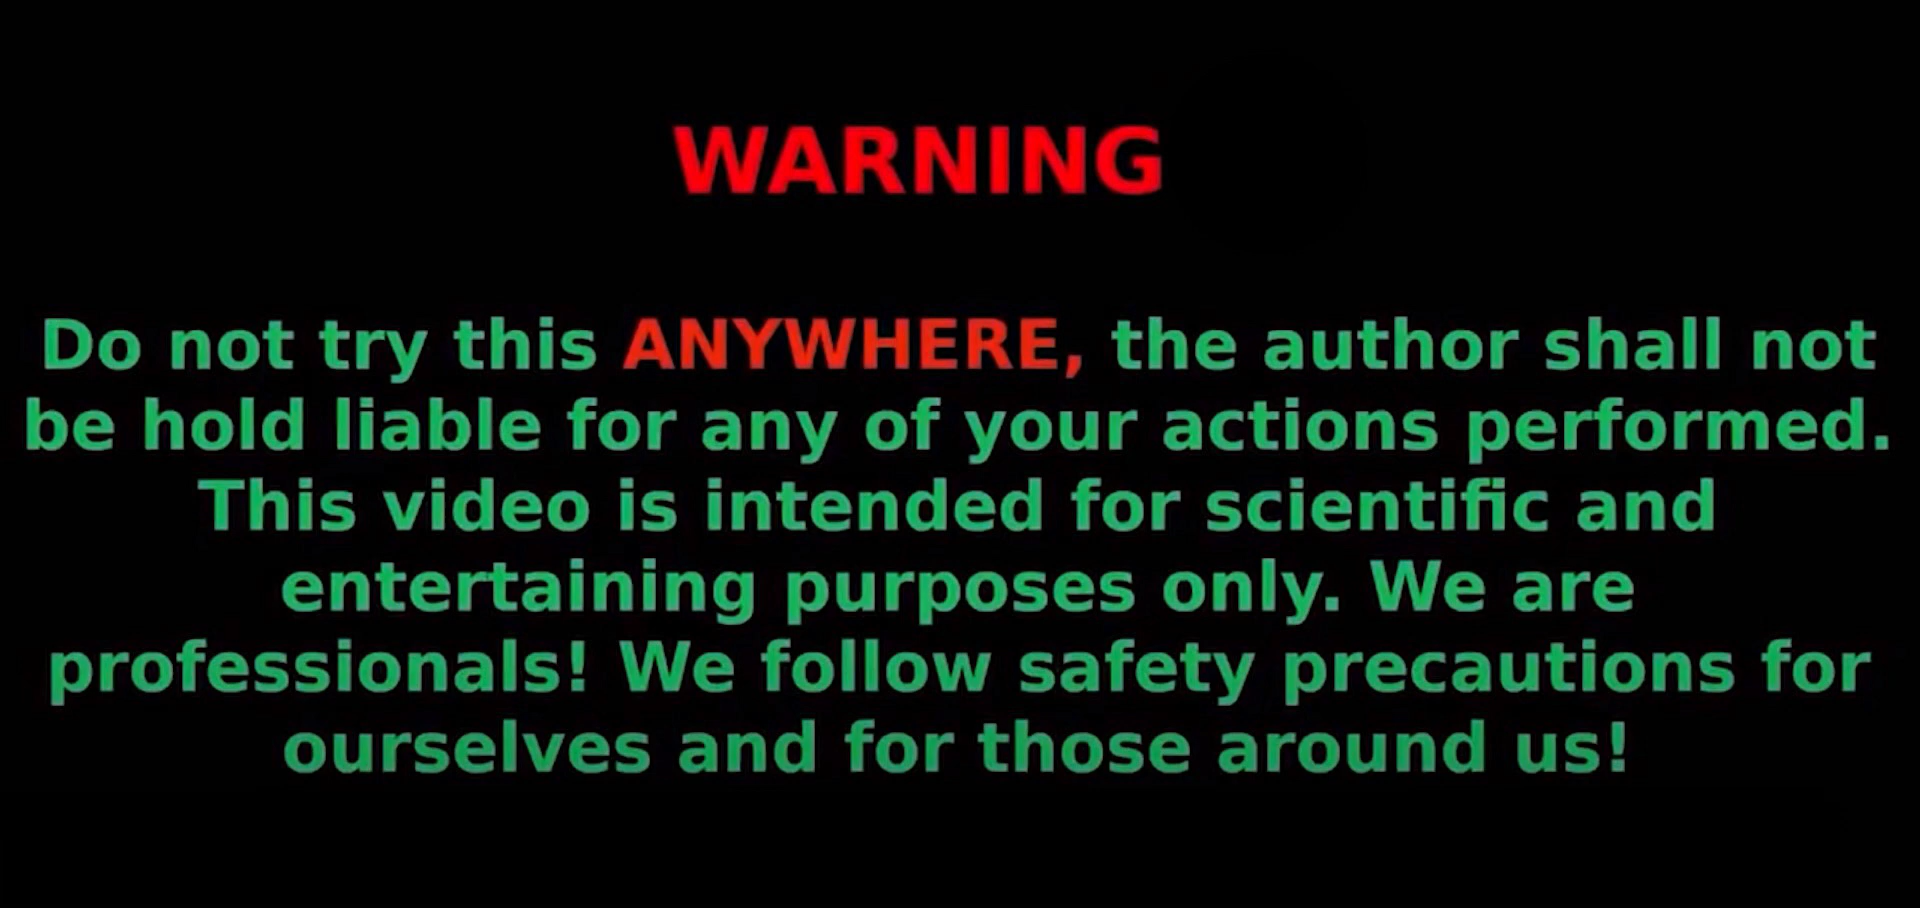 WARNING
Do not try this ANYWHERE, the author shall not
be hold liable for any of your actions performed.
This video is intended for scientific and
entertaining purposes only. We are
professionals! We follow safety precautions for
ourselves and for those around us!